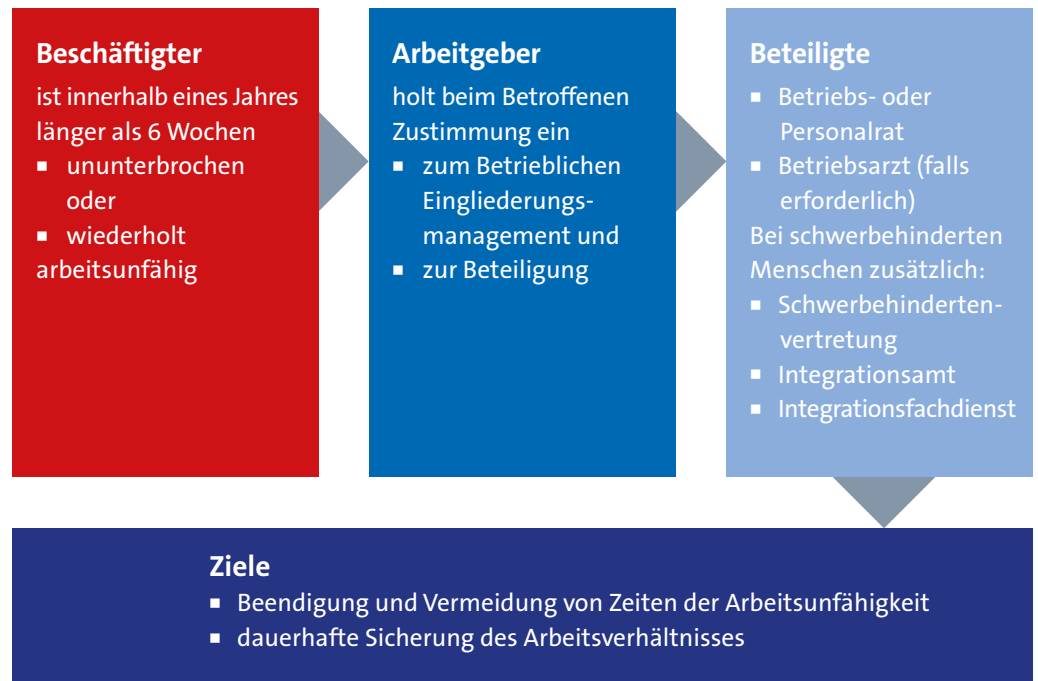 Beschäftigter
ist innerhalb eines Jahres
länger als 6 Wochen
▪ ununterbrochen
oder
▪ wiederholt
arbeitsunfähig
Arbeitgeber
holt beim Betroffenen
Zustimmung ein
▪ zum Betrieblichen
Eingliederungs-
management und
▪ zur Beteiligung
Beteiligte
▪ Betriebs- oder
Personalrat
▪ Betriebsarzt (falls
erforderlich)
Bei schwerbehinderten
Menschen zusätzlich:
▪ Schwerbehinderten-
vertretung
▪ Integrationsamt
▪ Integrationsfachdienst
Ziele
▪ Beendigung und Vermeidung von Zeiten der Arbeitsunfähigkeit
▪ dauerhafte Sicherung des Arbeitsverhältnisses